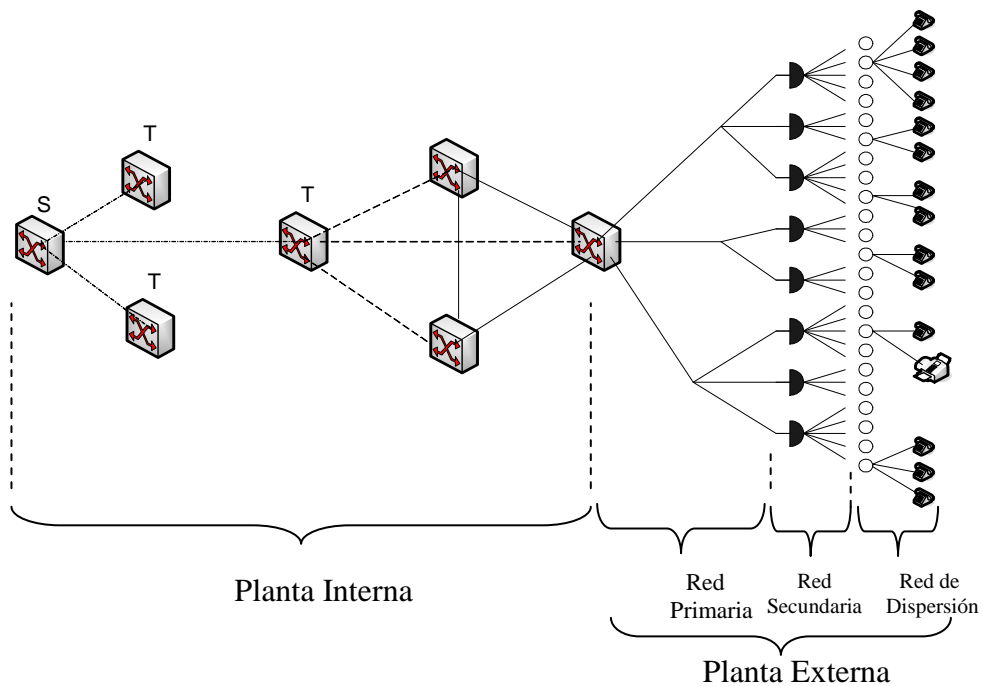 T
S
T
T
Planta Interna
Red
Primaria
Red
Secundaria
Red de
Dispersión
Planta Externa